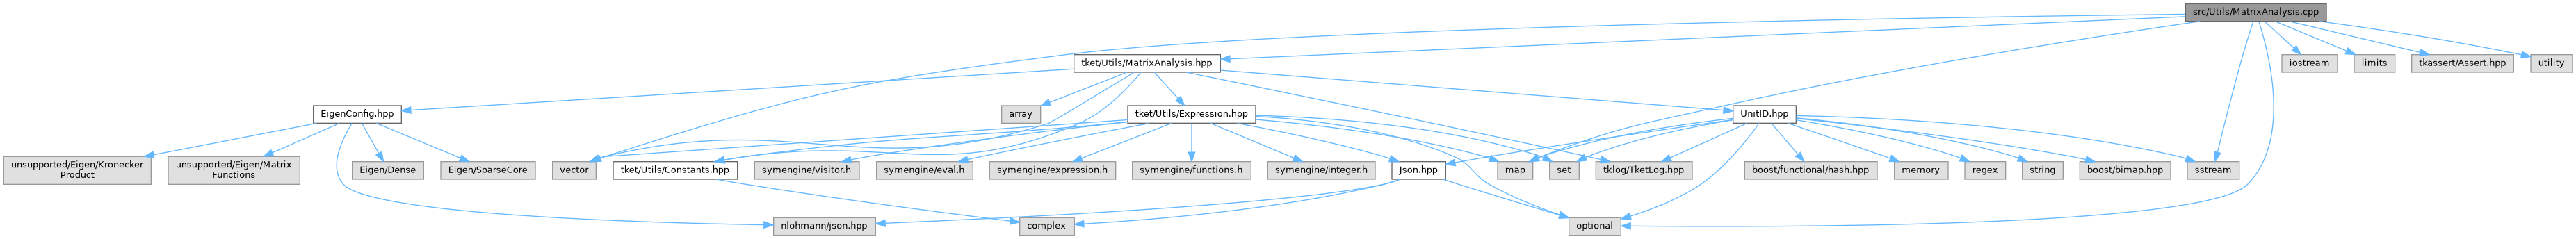 src/Utils/MatrixAnalysis.cpp
tket/Utils/MatrixAnalysis.hpp
iostream
limits
tkassert/Assert.hpp
utility
EigenConfig.hpp
array
tket/Utils/Expression.hpp
UnitID.hpp
unsupported/Eigen/Kronecker
Product
unsupported/Eigen/Matrix
Functions
Eigen/Dense
Eigen/SparseCore
vector
tket/Utils/Constants.hpp
symengine/visitor.h
symengine/eval.h
symengine/expression.h
symengine/functions.h
symengine/integer.h
Json.hpp
map
set
tklog/TketLog.hpp
boost/functional/hash.hpp
memory
regex
string
boost/bimap.hpp
sstream
nlohmann/json.hpp
complex
optional